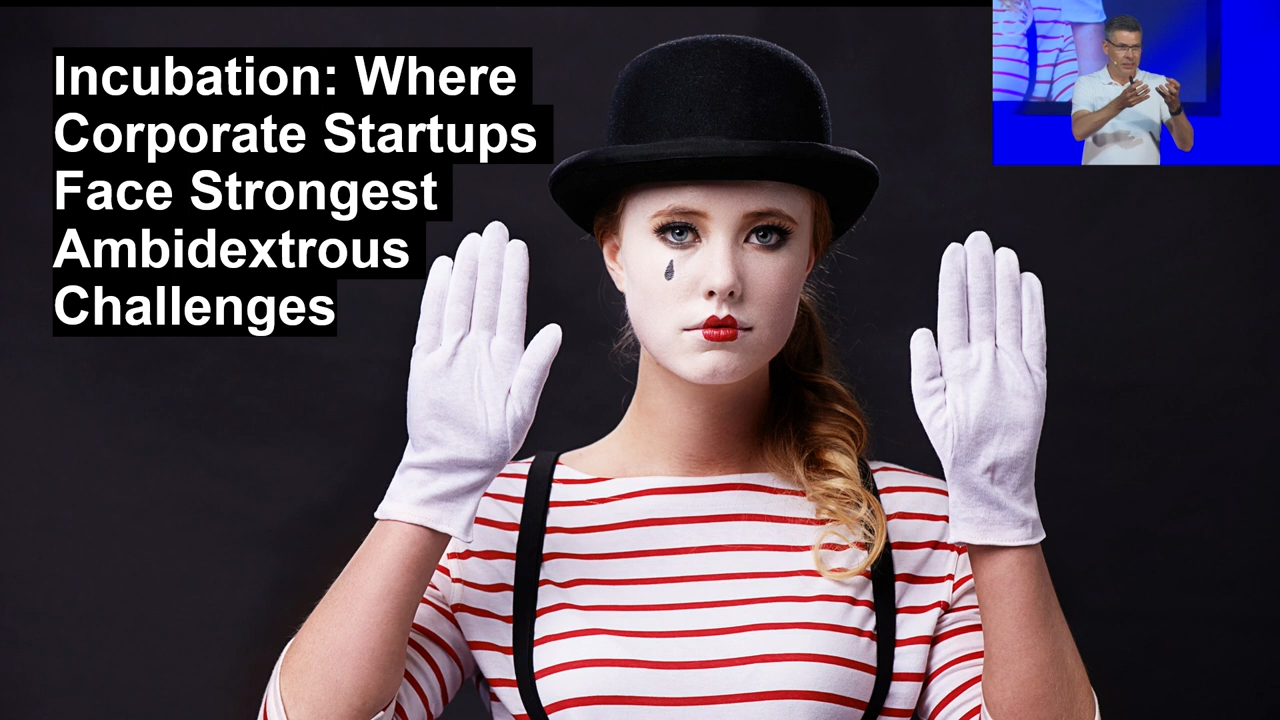 Incubation: Where
Corporate Startups
Face Strongest
Ambidextrous
Challenges